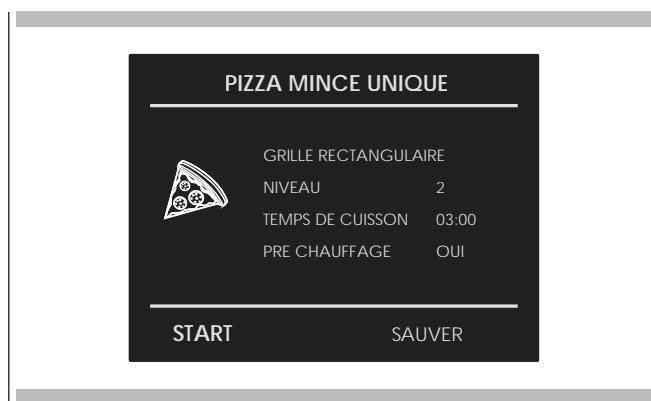 PIZZA MINCE UNIQUE
GRILLE RECTANGULAIRE
NIVEAU 2
TEMPS DE CUISSON 03:00
PRE CHAUFFAGE OUI
START SAUVER